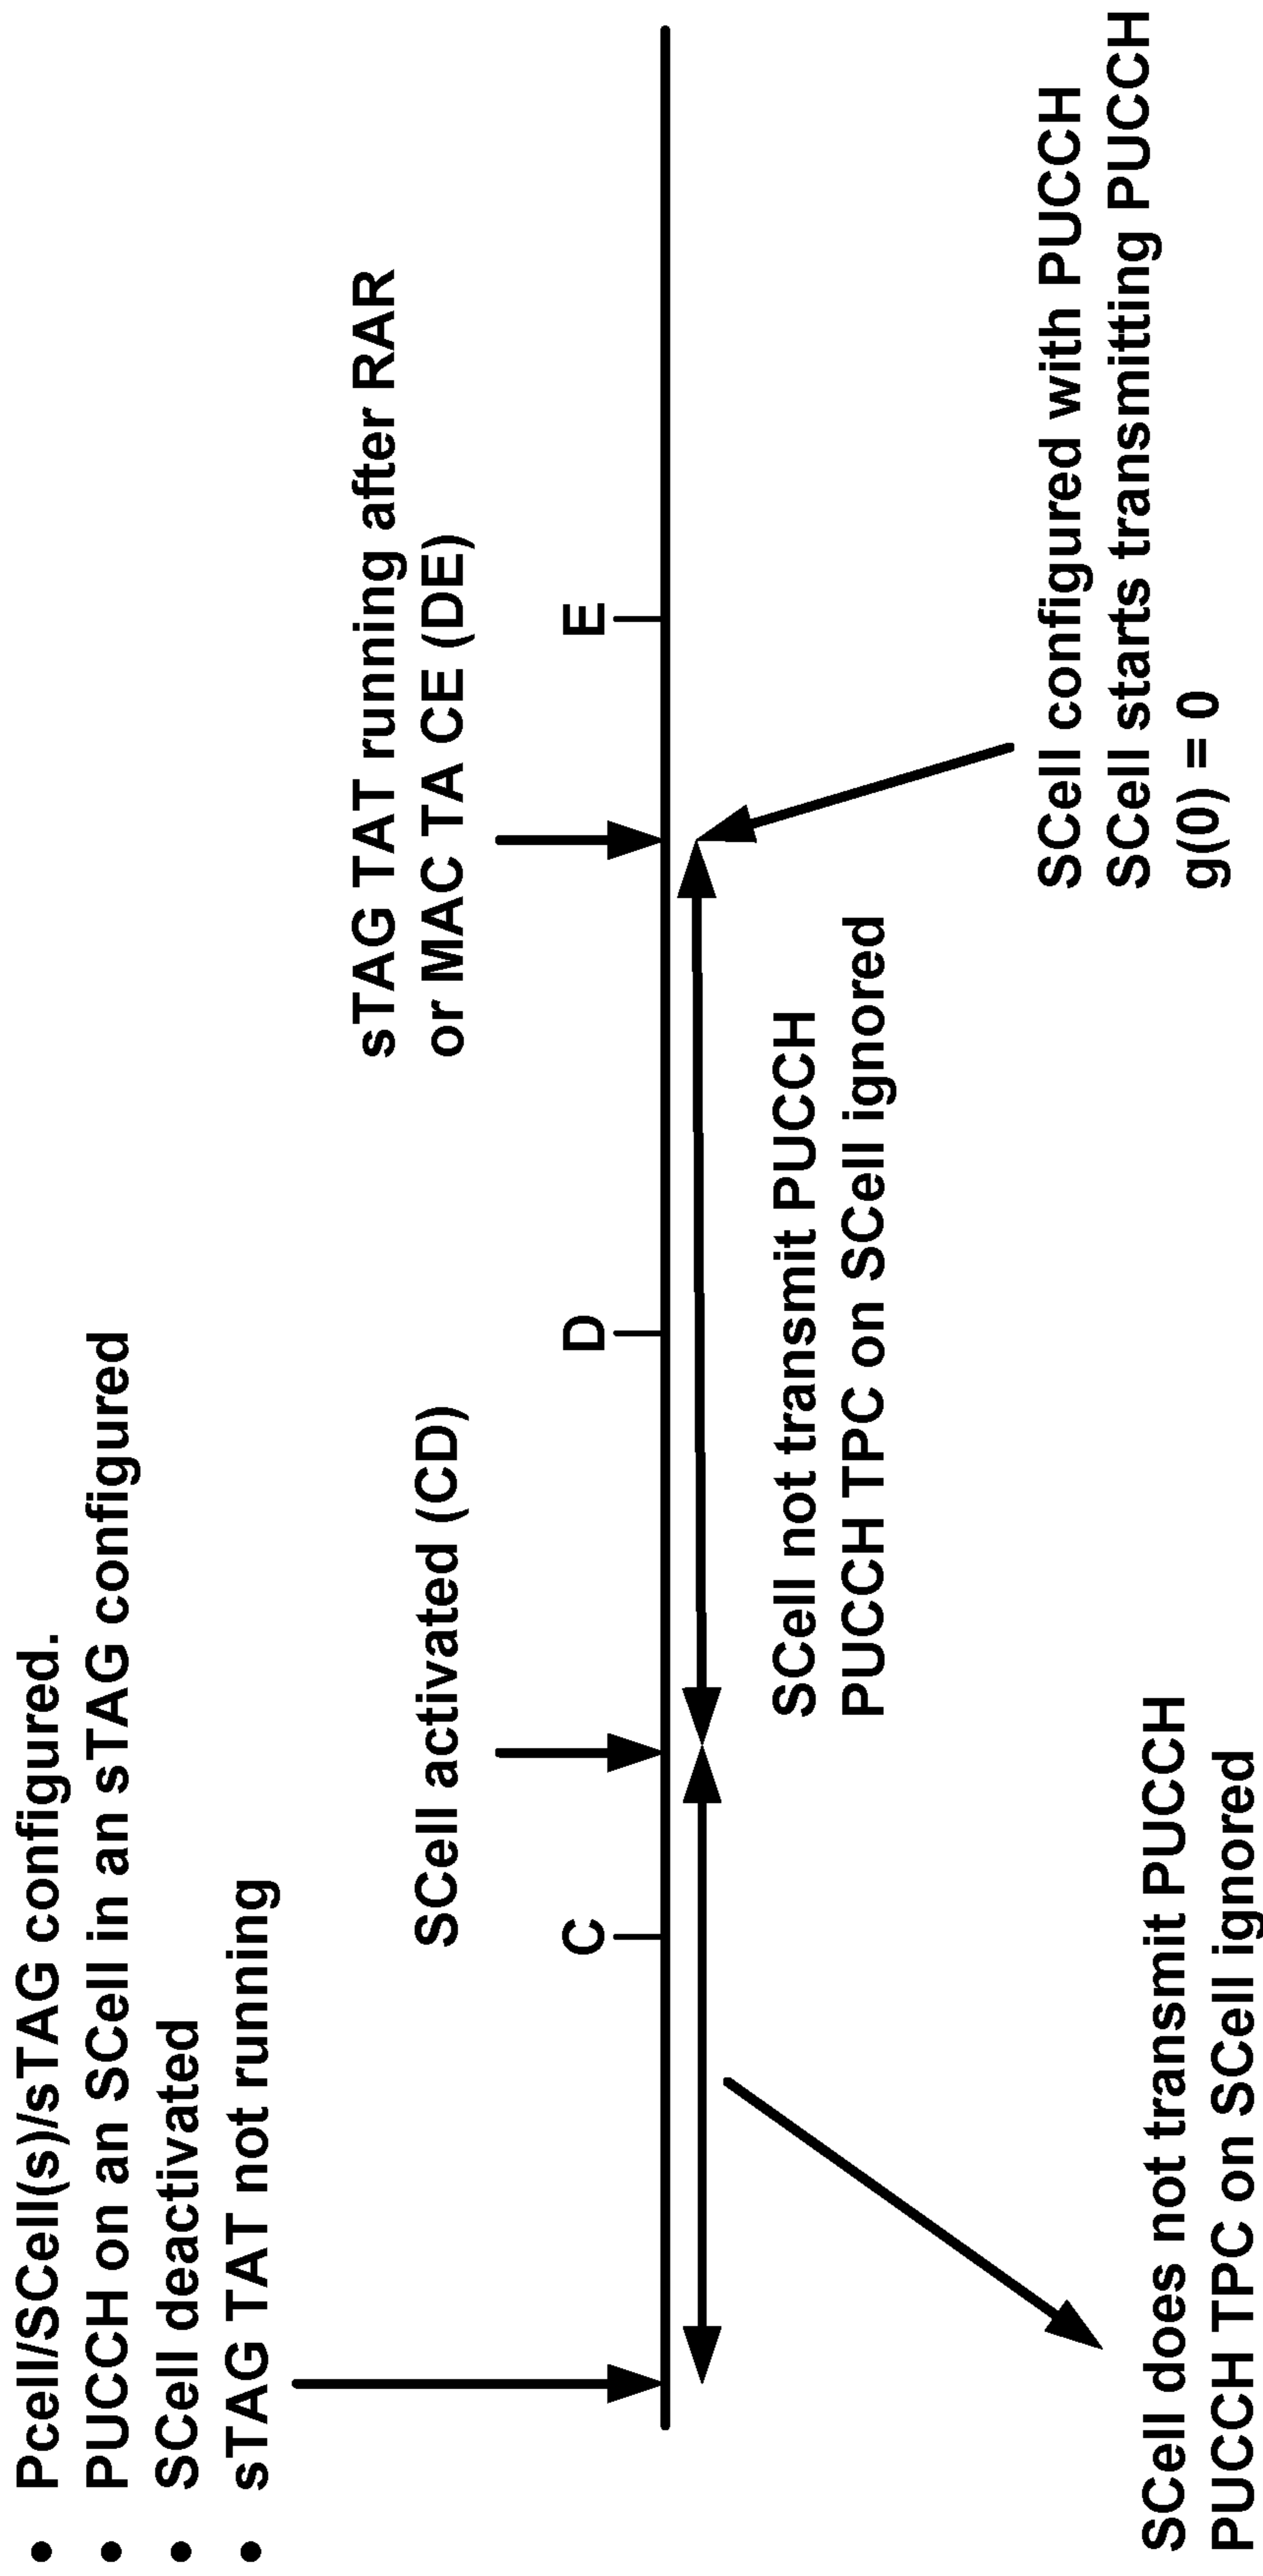 • Pcell/SCell(s)/sTAG configured.
• PUCCH on an SCell in an sTAG configured
• SCell deactivated
• sTAG TAT not running
SCell activated (CD)
sTAG TAT running after RAR
or MAC TA CE (DE)
C
D
E
SCell not transmit PUCCH
PUCCH TPC on SCell ignored
SCell configured with PUCCH
SCell starts transmitting PUCCH
g(0) = 0
SCell does not transmit PUCCH
PUCCH TPC on SCell ignored